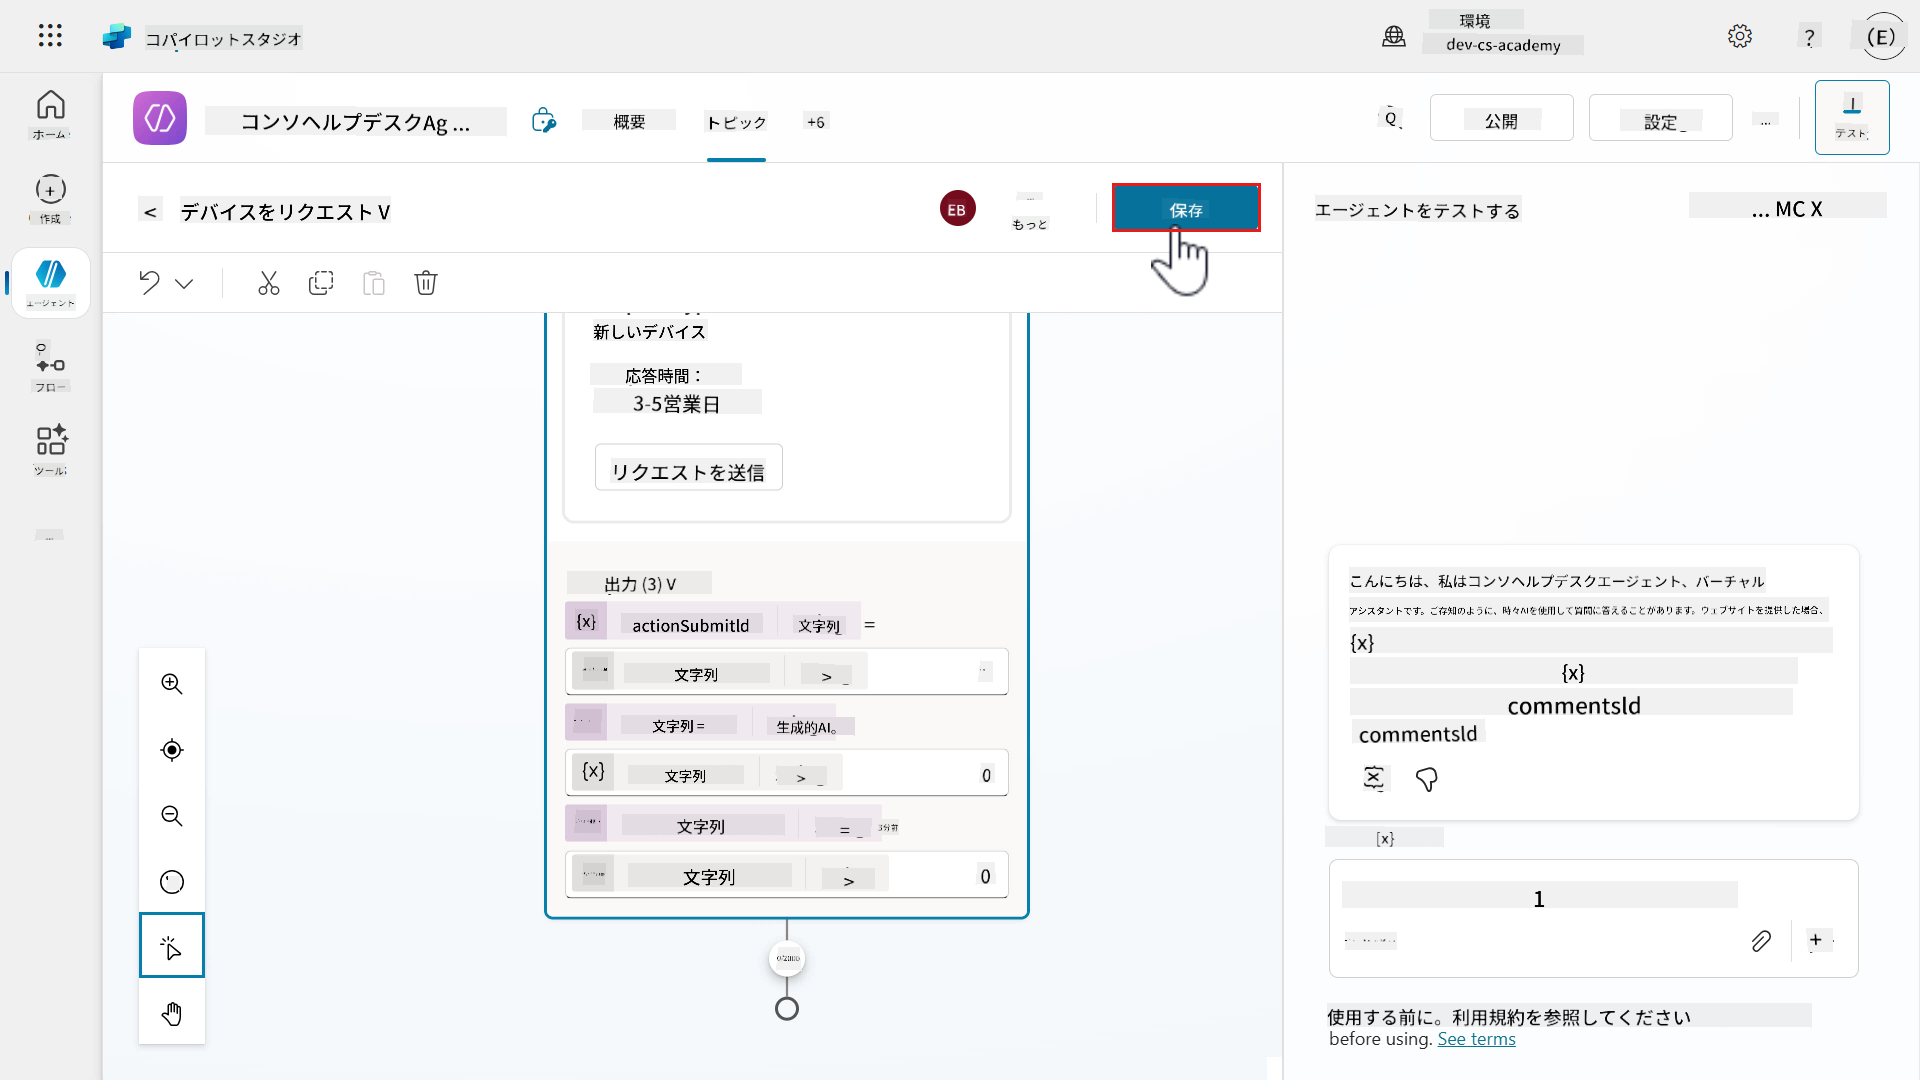 コパイロットスタジオ
環境
dev-cs-academy
?
(E)
ホーム
作成
エージェント
フロー
ツール
コンソヘルプデスクAg ...
概要
トピック
+6
Q
公開
設定
...
テスト
< デバイスをリクエスト V
EB
もっと
保存
新しいデバイス
応答時間：
3-5営業日
リクエストを送信
出力 (3) V
{x} actionSubmitld 文字列 =
文字列 >
文字列 = 生成的AI。
{x} 文字列 > 0
文字列 = 3分前
文字列 > 0
0/2000
エージェントをテストする
... MC X
こんにちは、私はコンソヘルプデスクエージェント、バーチャル
アシスタントです。ご存知のように、時々AIを使用して質問に答えることがあります。ウェブサイトを提供した場合、
{x}
{x}
commentsld
commentsld
{x}
[x]
1
+
使用する前に。利用規約を参照してください
before using. See terms